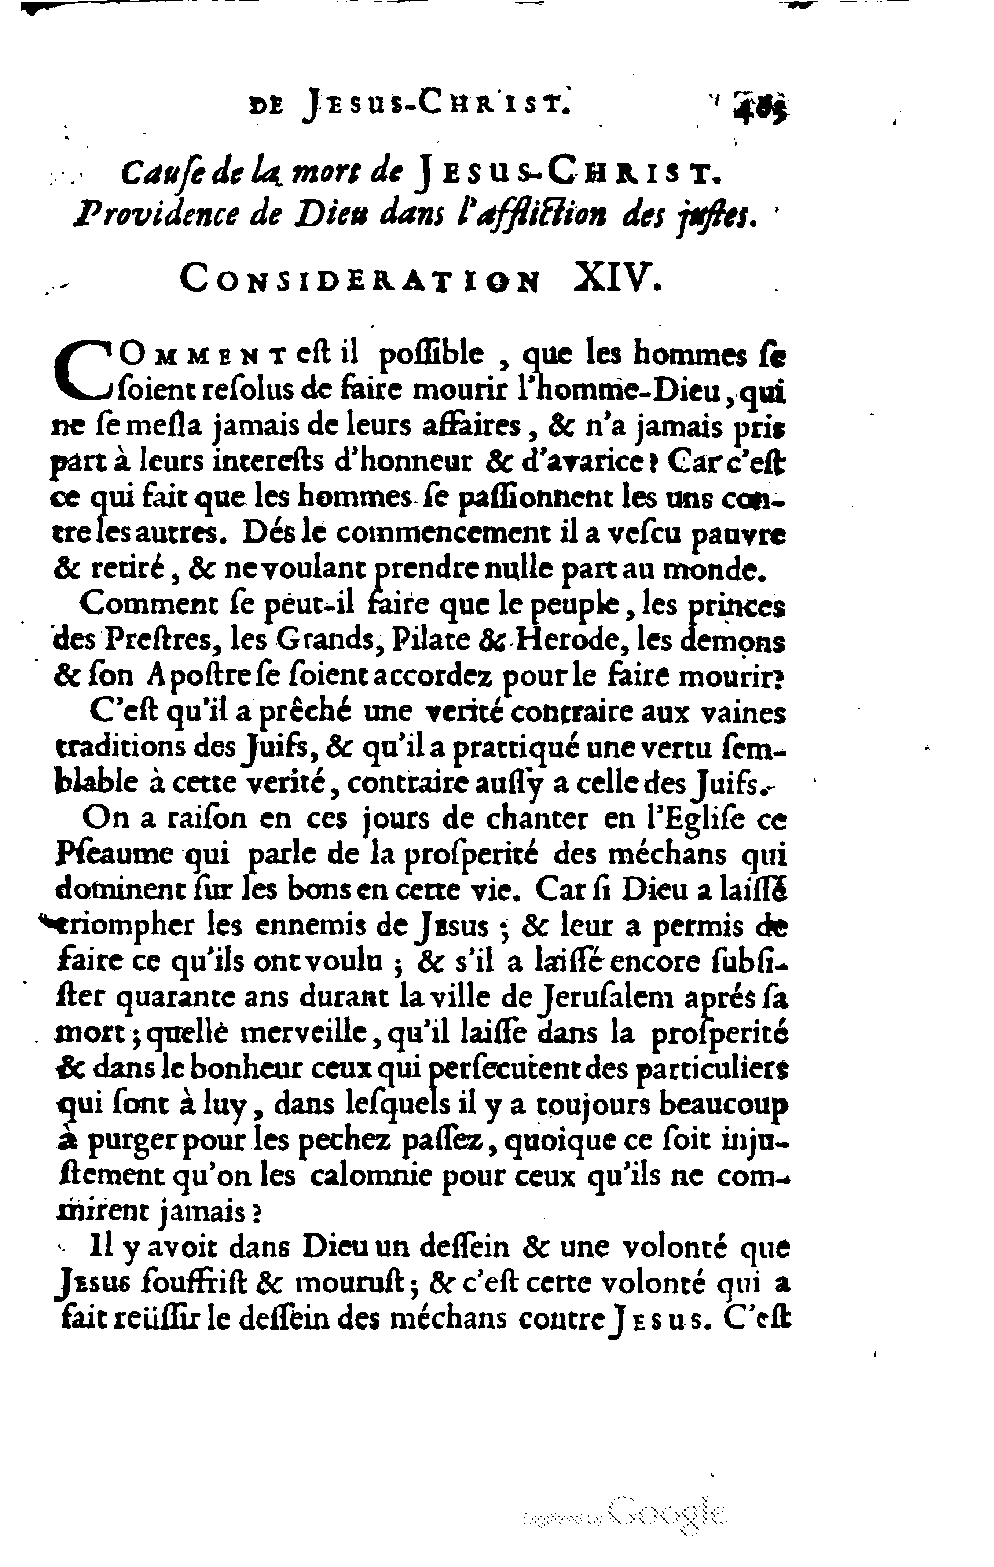 DE JESUS-CHRIST. 485
Cauſe de la mort de JESUS-CHRIST.
Providence de Dieu dans l'affliction des juſtes.
CONSIDERATION XIV.
COMMENT eſt il poſſible, que les hommes ſe
ſoient reſolus de faire mourir l'homme-Dieu, qui
ne ſe meſla jamais de leurs affaires, & n'a jamais pris
part à leurs intereſts d'honneur & d'avarice? Car c'eſt
ce qui fait que les hommes ſe paſſionnent les uns con-
tre les autres. Dés le commencement il a veſcu pauvre
& retiré, & ne voulant prendre nulle part au monde.
Comment ſe peut-il faire que le peuple, les princes
des Preſtres, les Grands, Pilate & Herode, les demons
& ſon Apoſtre ſe ſoient accordez pour le faire mourir?
C'eſt qu'il a prêché une verité contraire aux vaines
traditions des Juifs, & qu'il a prattiqué une vertu ſem-
blable à cette verité, contraire auſſy a celle des Juifs.
On a raiſon en ces jours de chanter en l'Egliſe ce
Pſeaume qui parle de la proſperité des méchans qui
dominent ſur les bons en cette vie. Car ſi Dieu a laiſſé
triompher les ennemis de JESUS; & leur a permis de
faire ce qu'ils ont voulu; & s'il a laiſſé encore ſubſi-
ſter quarante ans durant la ville de Jeruſalem aprés ſa
mort; quelle merveille, qu'il laiſſe dans la proſperité
& dans le bonheur ceux qui perſecutent des particuliers
qui ſont à luy, dans leſquels il y a toujours beaucoup
à purger pour les pechez paſſez, quoique ce ſoit inju-
ſtement qu'on les calomnie pour ceux qu'ils ne com-
mirent jamais?
Il y avoit dans Dieu un deſſein & une volonté que
JESUS ſouffriſt & mouruſt; & c'eſt cette volonté qui a
fait reüſſir le deſſein des méchans contre JESUS. C'eſt
Digitized by Google